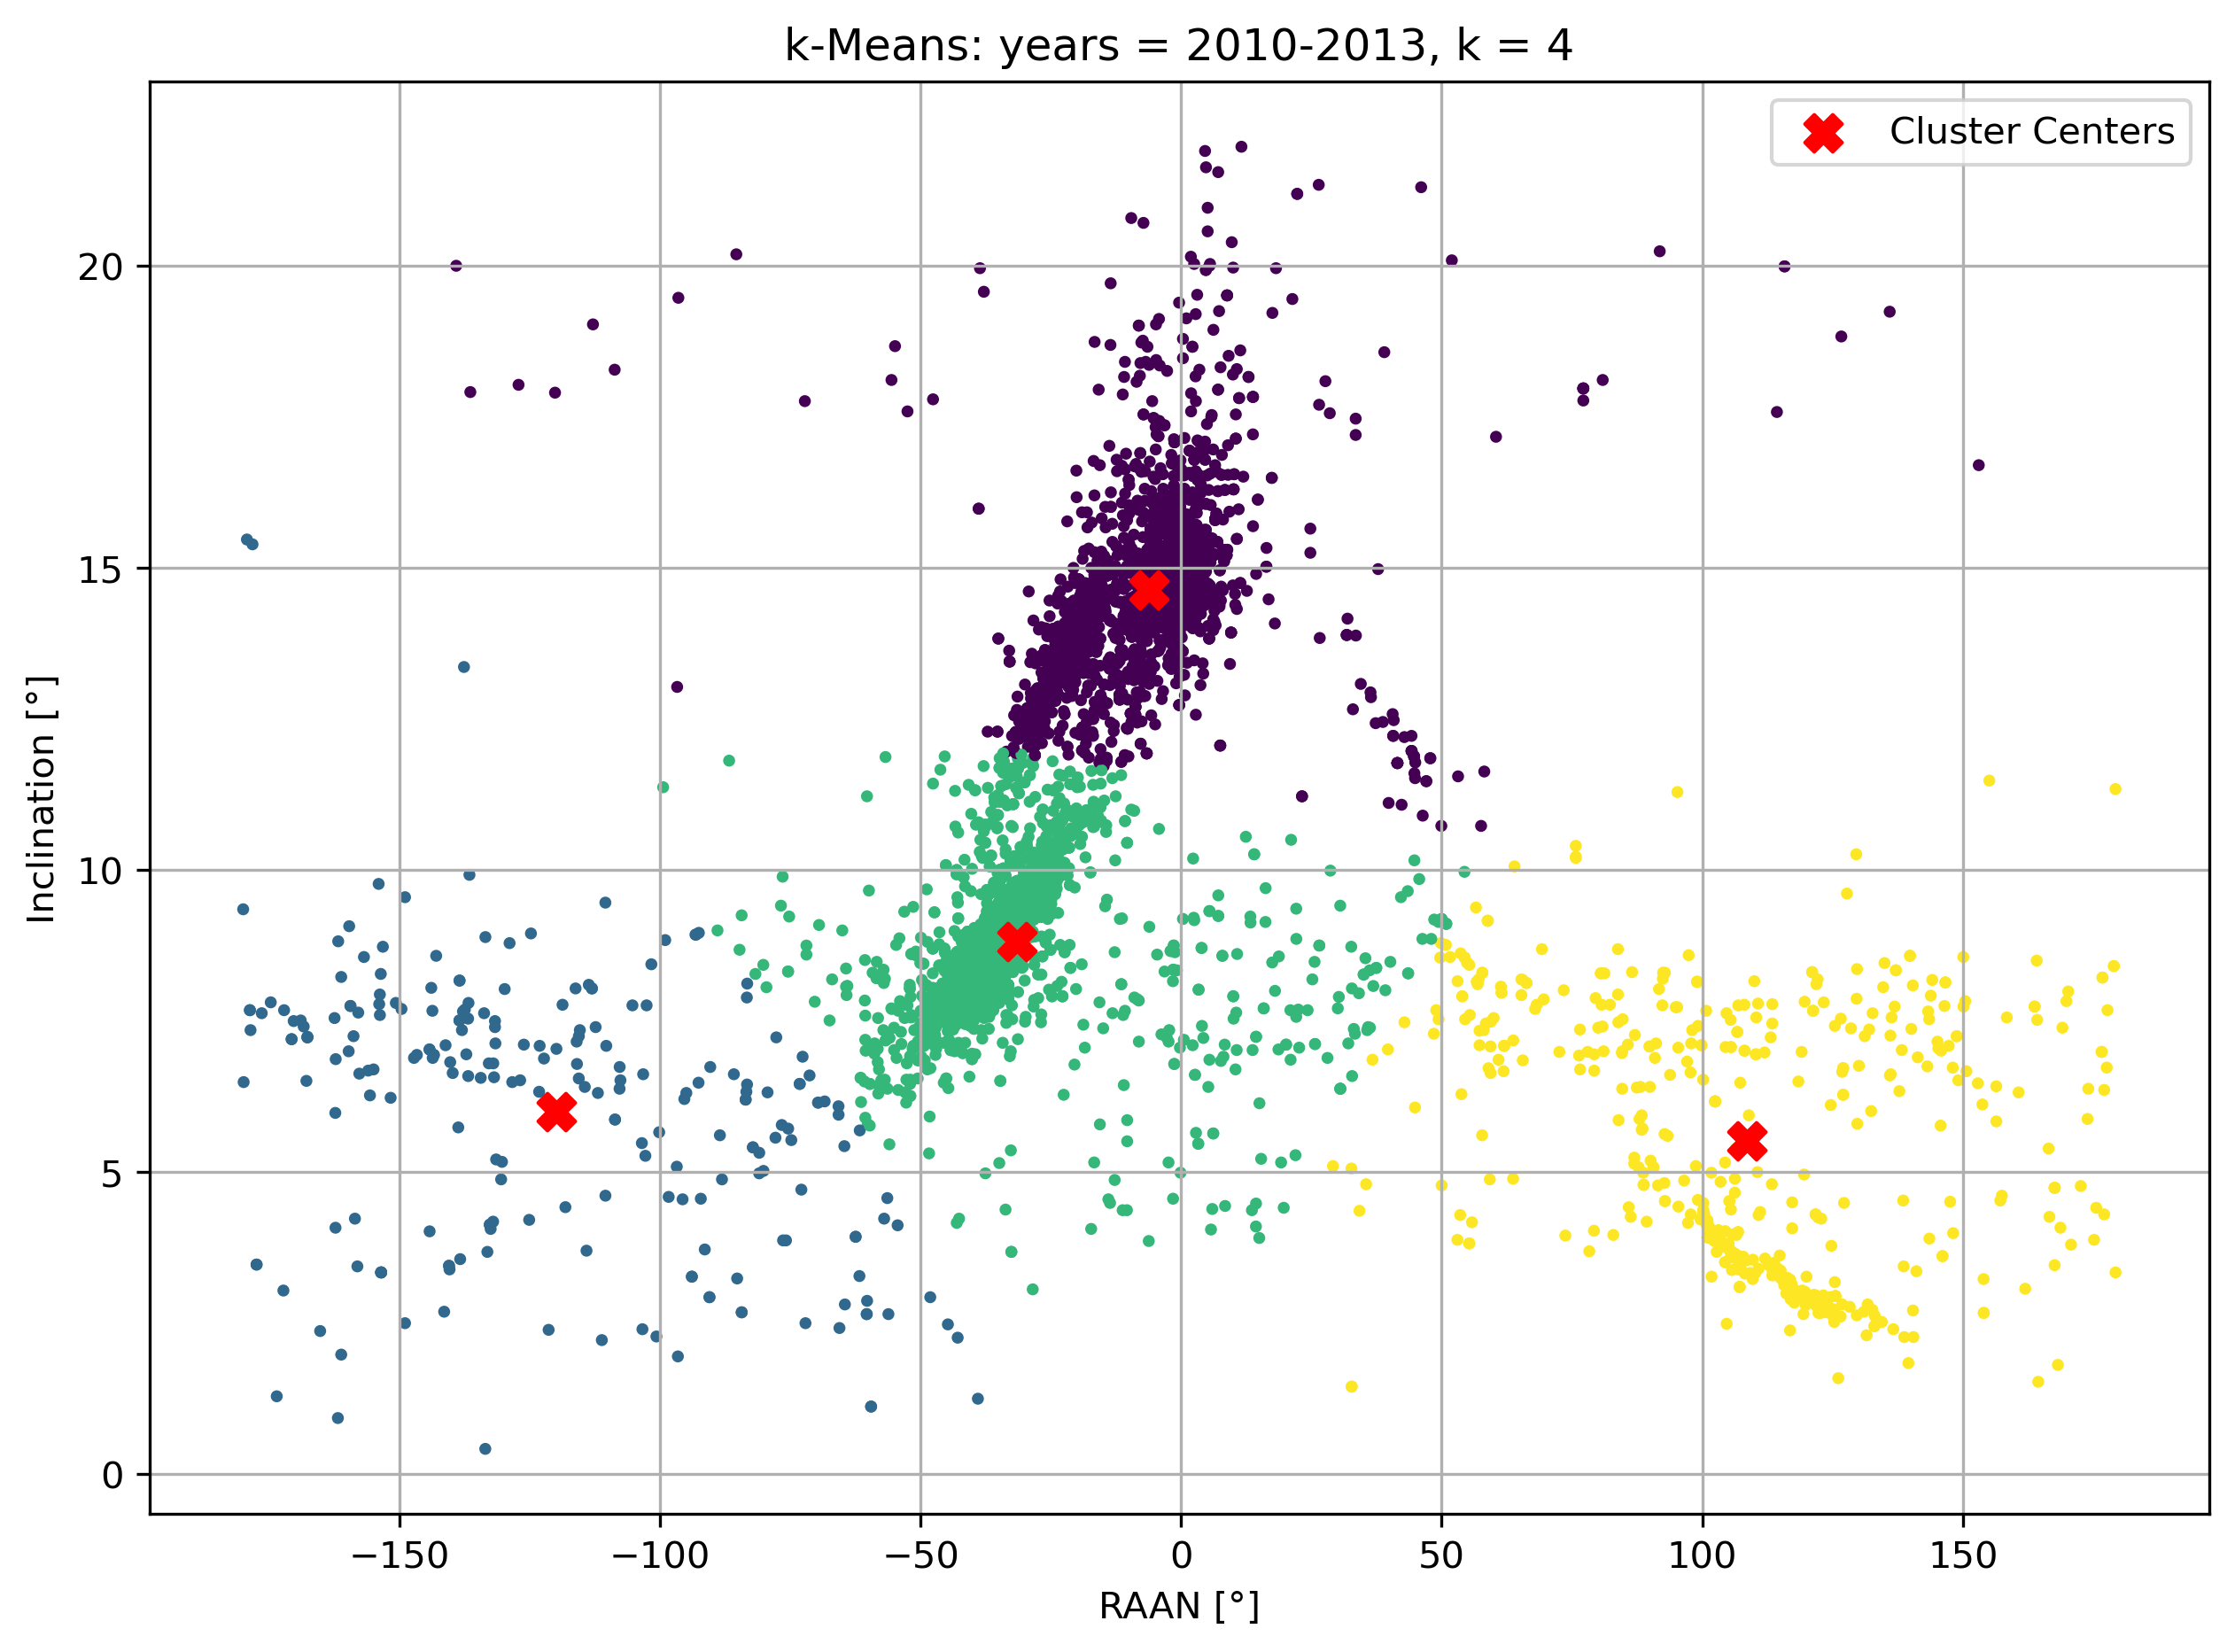 k-Means: years = 2010-2013, k = 4
Cluster Centers
Inclination [°]
20
15
10
5
0
−150 −100 −50 0 50 100 150
RAAN [°]